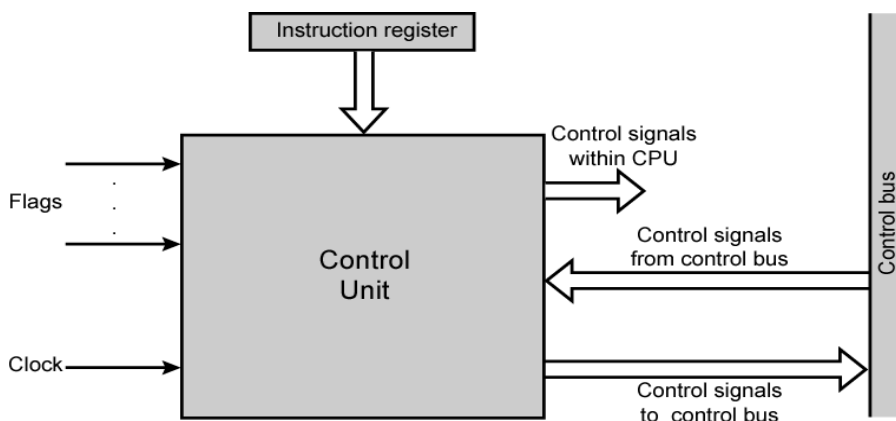 Instruction register
Control signals
within CPU
Flags
.
.
.
Control signals
from control bus
Control
Unit
Control bus
Clock
Control signals
to control bus